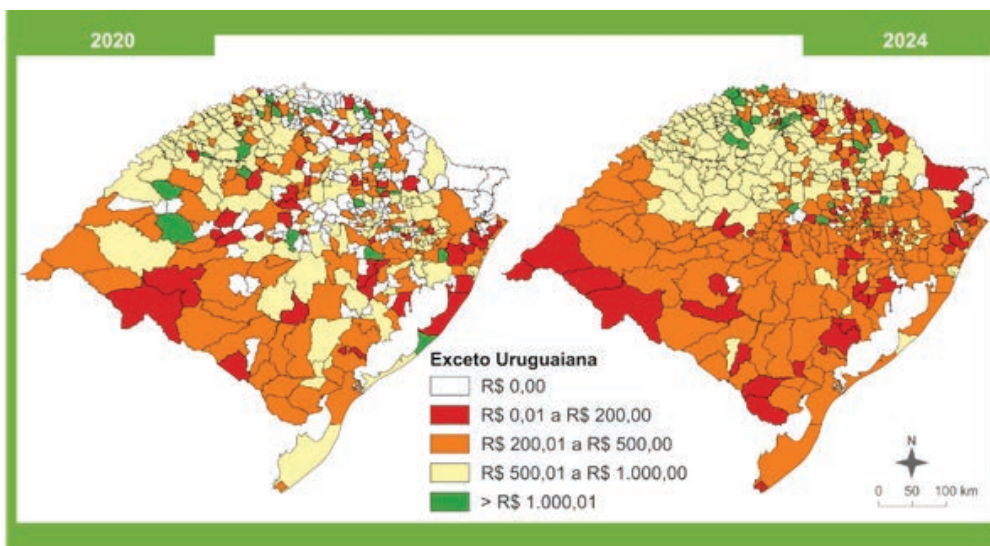 2020
2024
Exceto Uruguaiana
R$ 0,00
R$ 0,01 a R$ 200,00
R$ 200,01 a R$ 500,00
R$ 500,01 a R$ 1.000,00
> R$ 1.000,01
N
0 50 100 km